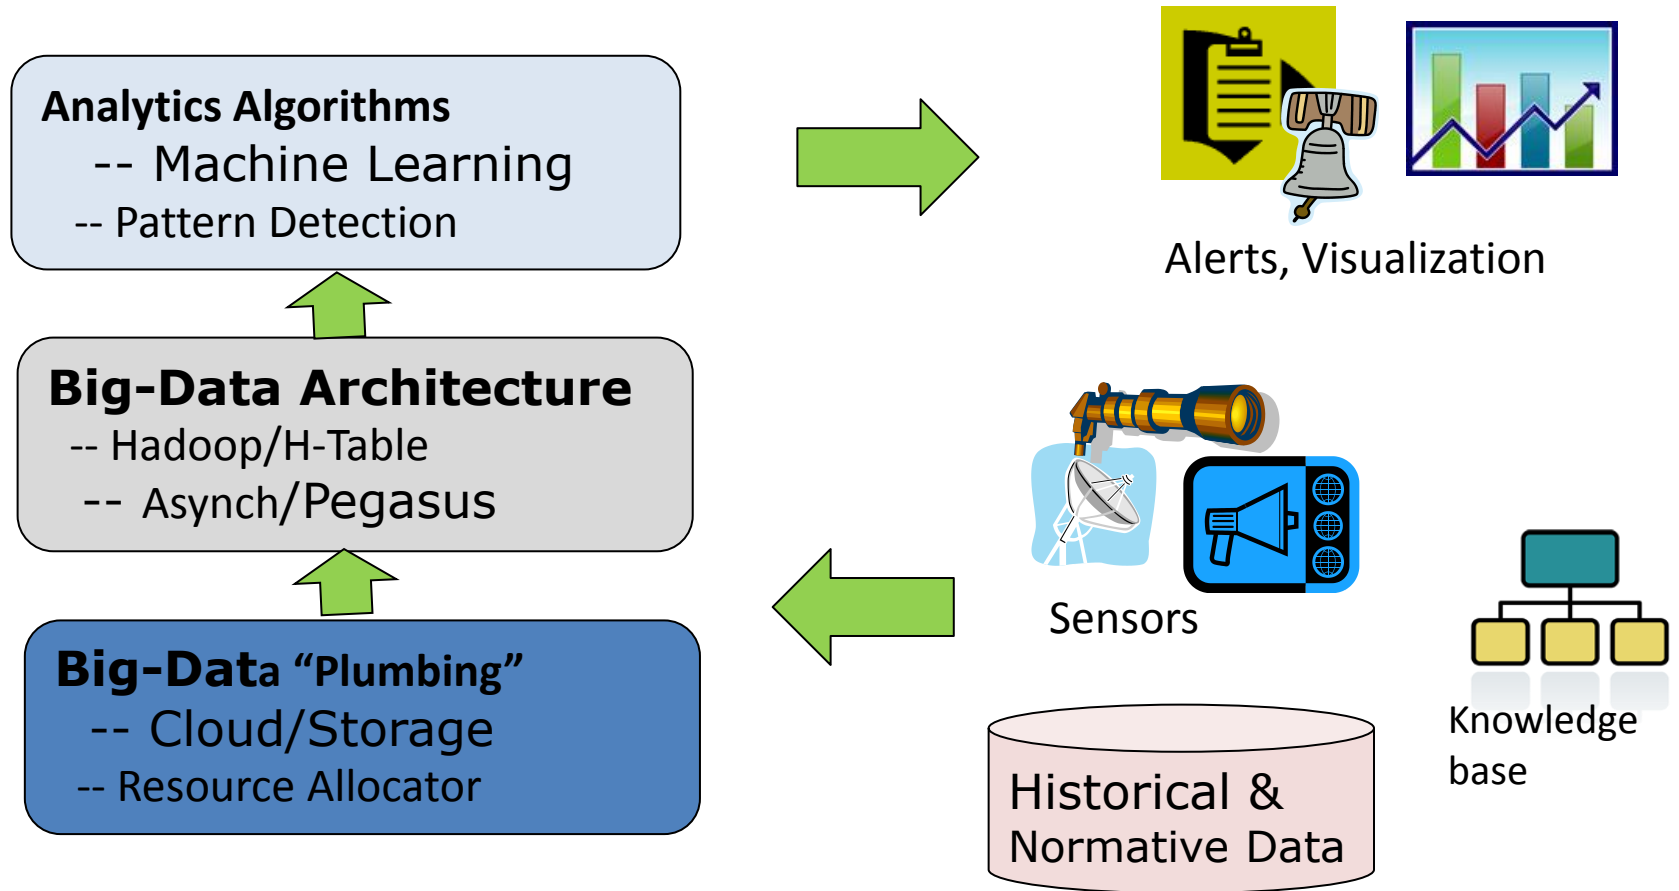 Analytics Algorithms
-- Machine Learning
-- Pattern Detection
Alerts, Visualization
Big-Data Architecture
-- Hadoop/H-Table
-- Asynch/Pegasus
Sensors
Big-Data “Plumbing”
-- Cloud/Storage
-- Resource Allocator
Knowledge
base
Historical &
Normative Data